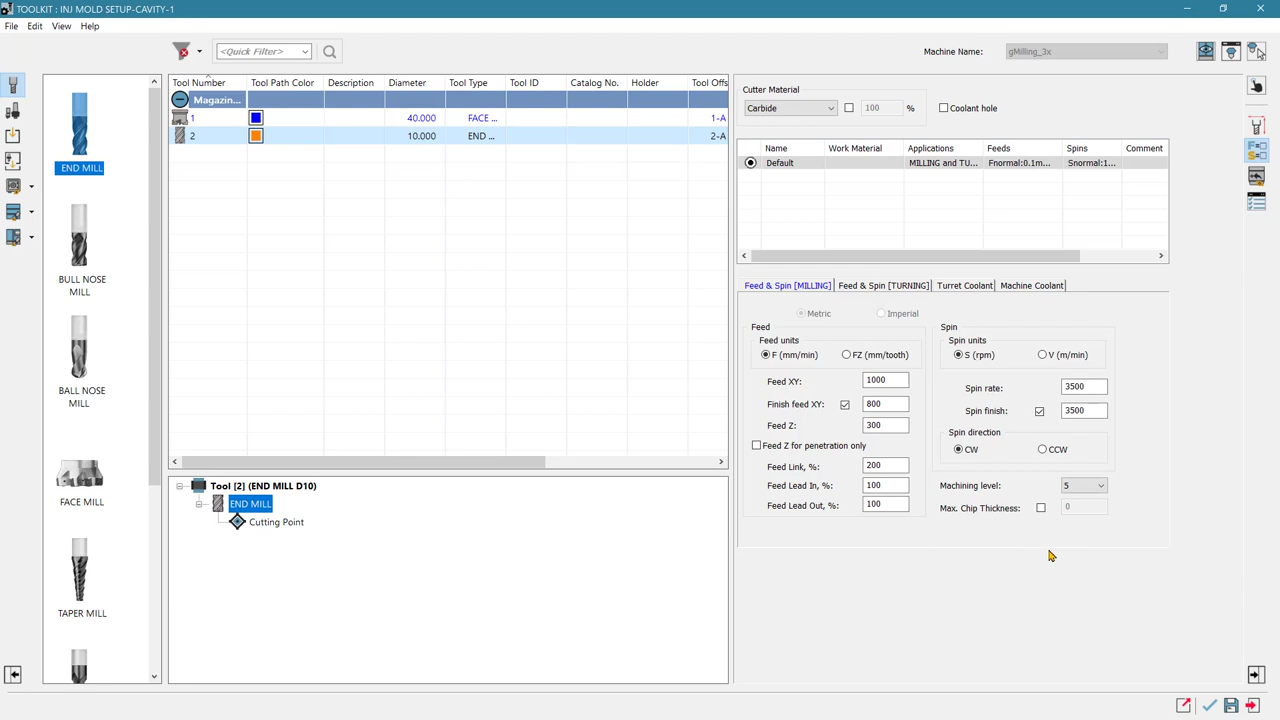 TOOLKIT : INJ MOLD SETUP-CAVITY-1
File Edit View Help
<Quick Filter>
Machine Name: gMilling_3x
END MILL
BULL NOSE
MILL
BALL NOSE
MILL
FACE MILL
TAPER MILL
Tool Number Tool Path Color Description Diameter Tool Type Tool ID Catalog No. Holder Tool Offs
Magazin...
1 40.000 FACE ... 1-A
2 10.000 END ... 2-A
Tool [2] (END MILL D10)
END MILL
Cutting Point
Cutter Material
Carbide 100 % Coolant hole
Name Work Material Applications Feeds Spins Comment
Default MILLING and TU... Fnormal:0.1m... Snormal:1...
Feed & Spin [MILLING] Feed & Spin [TURNING] Turret Coolant Machine Coolant
Metric Imperial
Feed
Feed units
F (mm/min) FZ (mm/tooth)
Feed XY: 1000
Finish feed XY: 800
Feed Z: 300
Feed Z for penetration only
Feed Link, %: 200
Feed Lead In, %: 100
Feed Lead Out, %: 100
Spin
Spin units
S (rpm) V (m/min)
Spin rate: 3500
Spin finish: 3500
Spin direction
CW CCW
Machining level: 5
Max. Chip Thickness: 0